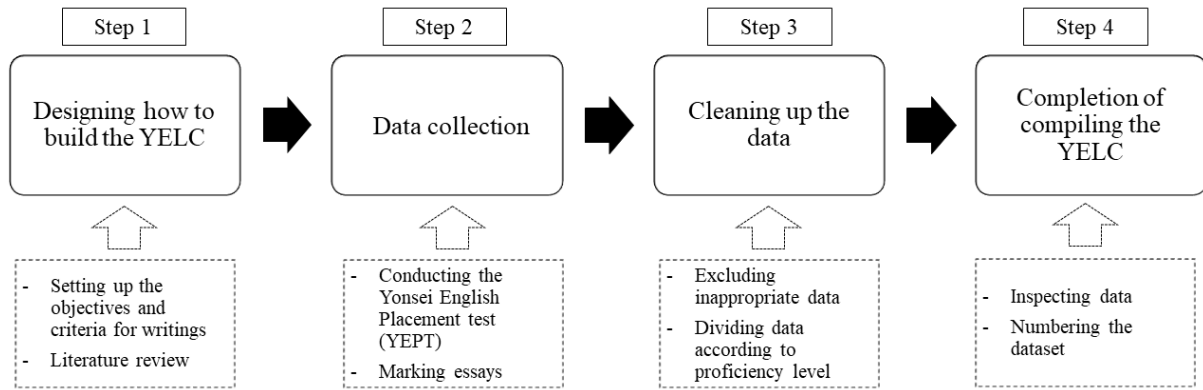 Step 1
Designing how to
build the YELC
- Setting up the
objectives and
criteria for writings
- Literature review
Step 2
Data collection
- Conducting the
Yonsei English
Placement test
(YEPT)
- Marking essays
Step 3
Cleaning up the
data
- Excluding
inappropriate data
- Dividing data
according to
proficiency level
Step 4
Completion of
compiling the
YELC
- Inspecting data
- Numbering the
dataset